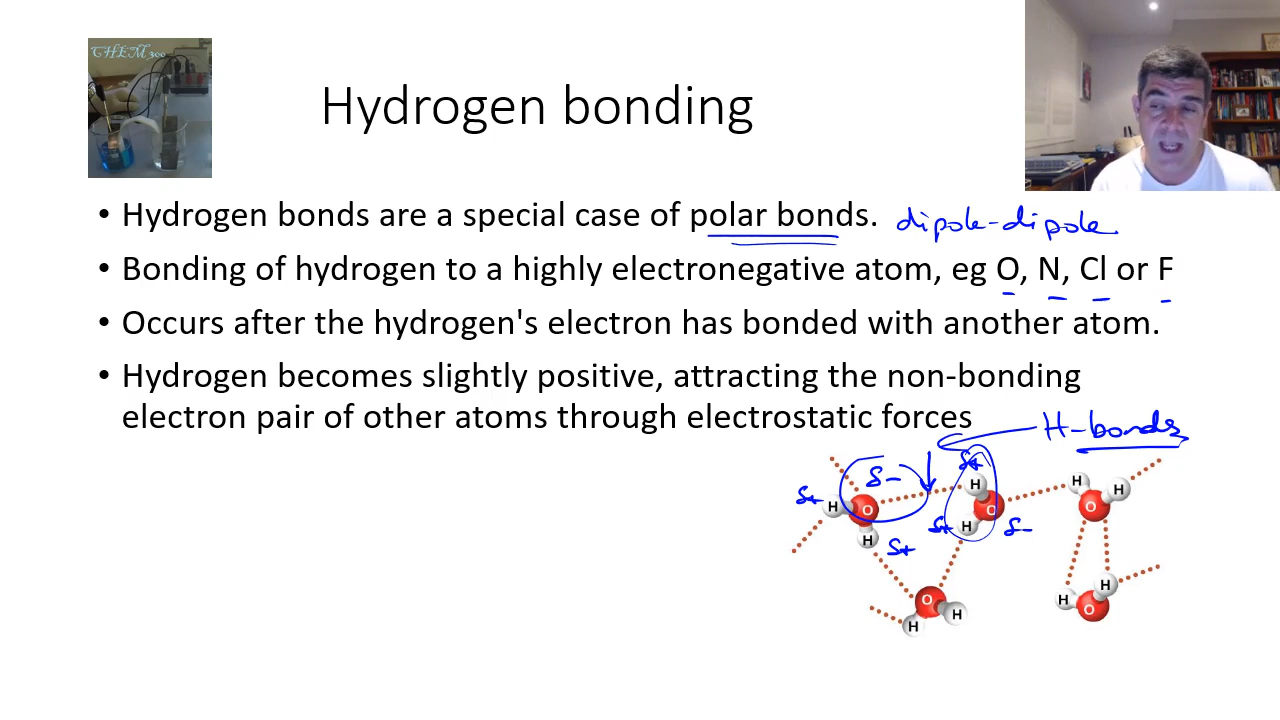 CHEM300
Hydrogen bonding
• Hydrogen bonds are a special case of polar bonds. dipole-dipole
• Bonding of hydrogen to a highly electronegative atom, eg O, N, Cl or F
• Occurs after the hydrogen's electron has bonded with another atom.
• Hydrogen becomes slightly positive, attracting the non-bonding
electron pair of other atoms through electrostatic forces
H-bonds
δ+ δ- δ+
H O H H H
O O
δ+ H δ+ H δ-
O H
H
H H
O